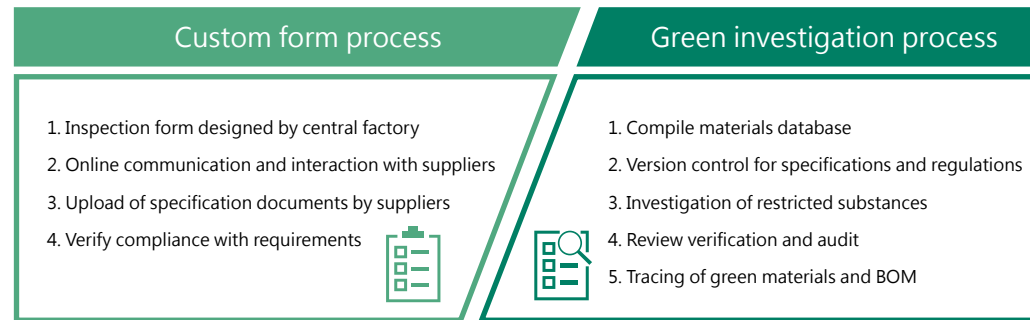 Custom form process
1. Inspection form designed by central factory
2. Online communication and interaction with suppliers
3. Upload of specification documents by suppliers
4. Verify compliance with requirements
Green investigation process
1. Compile materials database
2. Version control for specifications and regulations
3. Investigation of restricted substances
4. Review verification and audit
5. Tracing of green materials and BOM